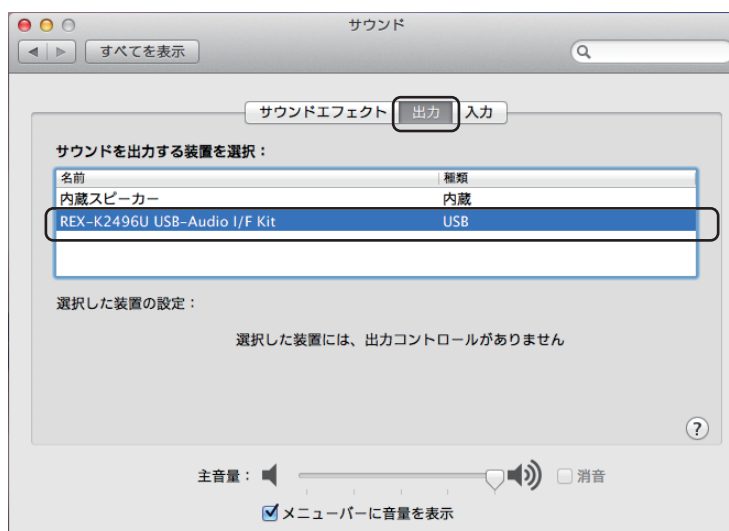 サウンド
すべてを表示
サウンドエフェクト 出力 入力
サウンドを出力する装置を選択：
名前 種類
内蔵スピーカー 内蔵
REX-K2496U USB-Audio I/F Kit USB
選択した装置の設定：
選択した装置には、出力コントロールがありません
?
主音量： 消音
メニューバーに音量を表示